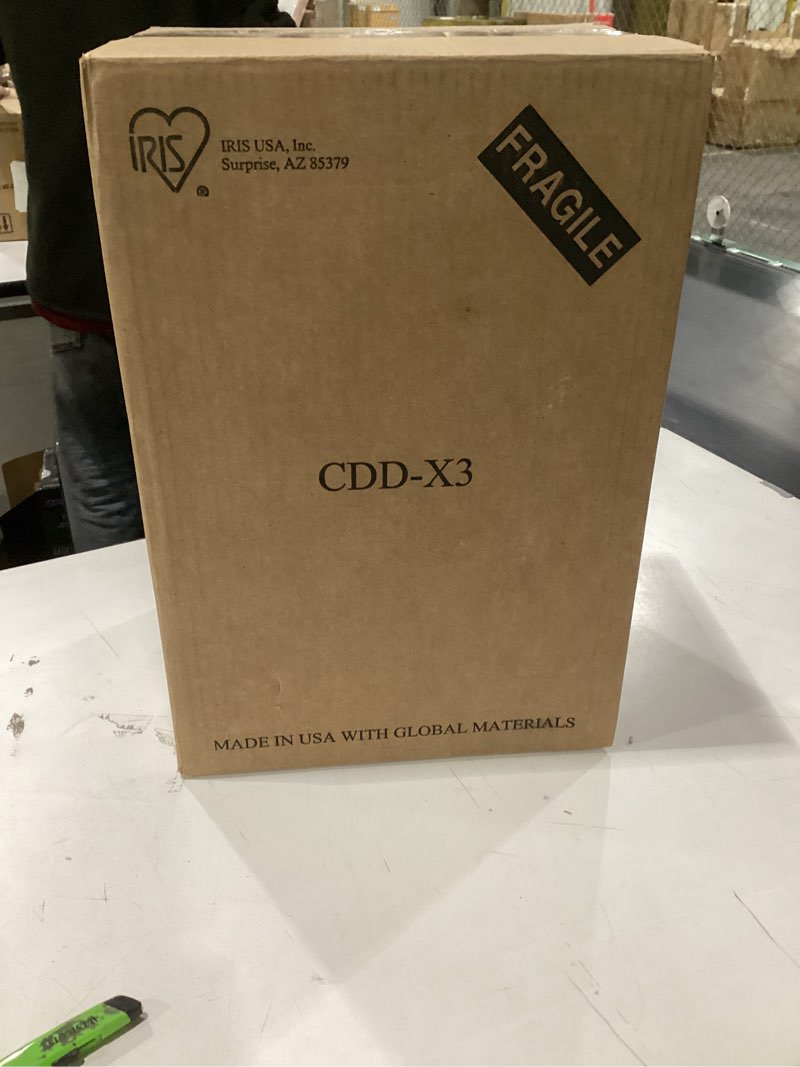 IRIS
®
IRIS USA, Inc.
Surprise, AZ 85379
FRAGILE
CDD-X3
MADE IN USA WITH GLOBAL MATERIALS